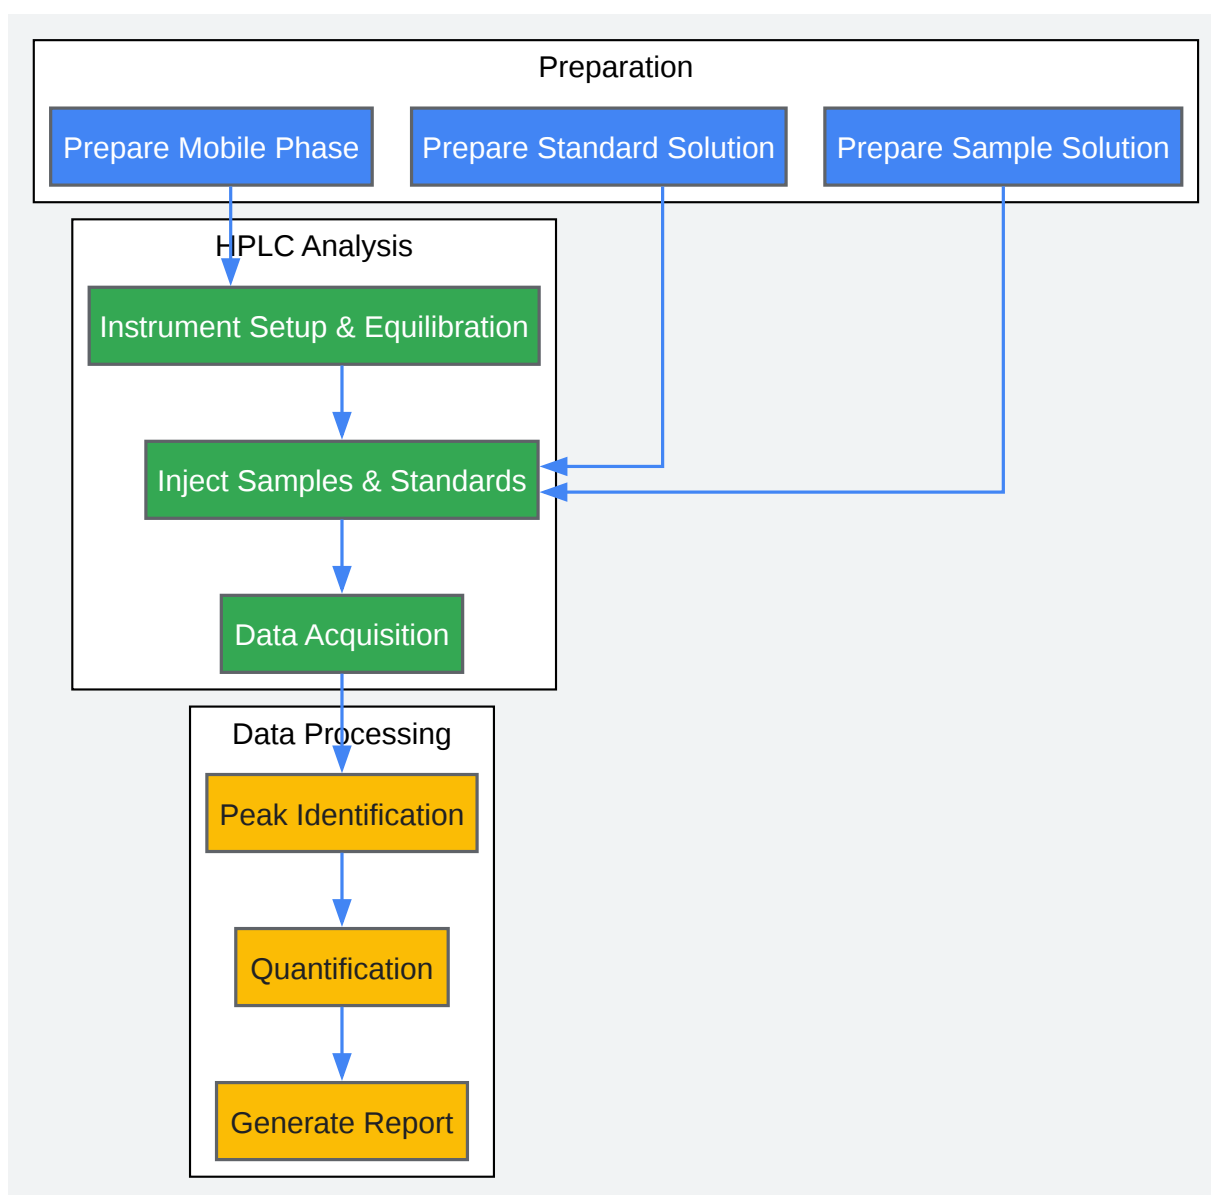 Preparation
Prepare Mobile Phase
Prepare Standard Solution
Prepare Sample Solution
HPLC Analysis
Instrument Setup & Equilibration
Inject Samples & Standards
Data Acquisition
Data Processing
Peak Identification
Quantification
Generate Report